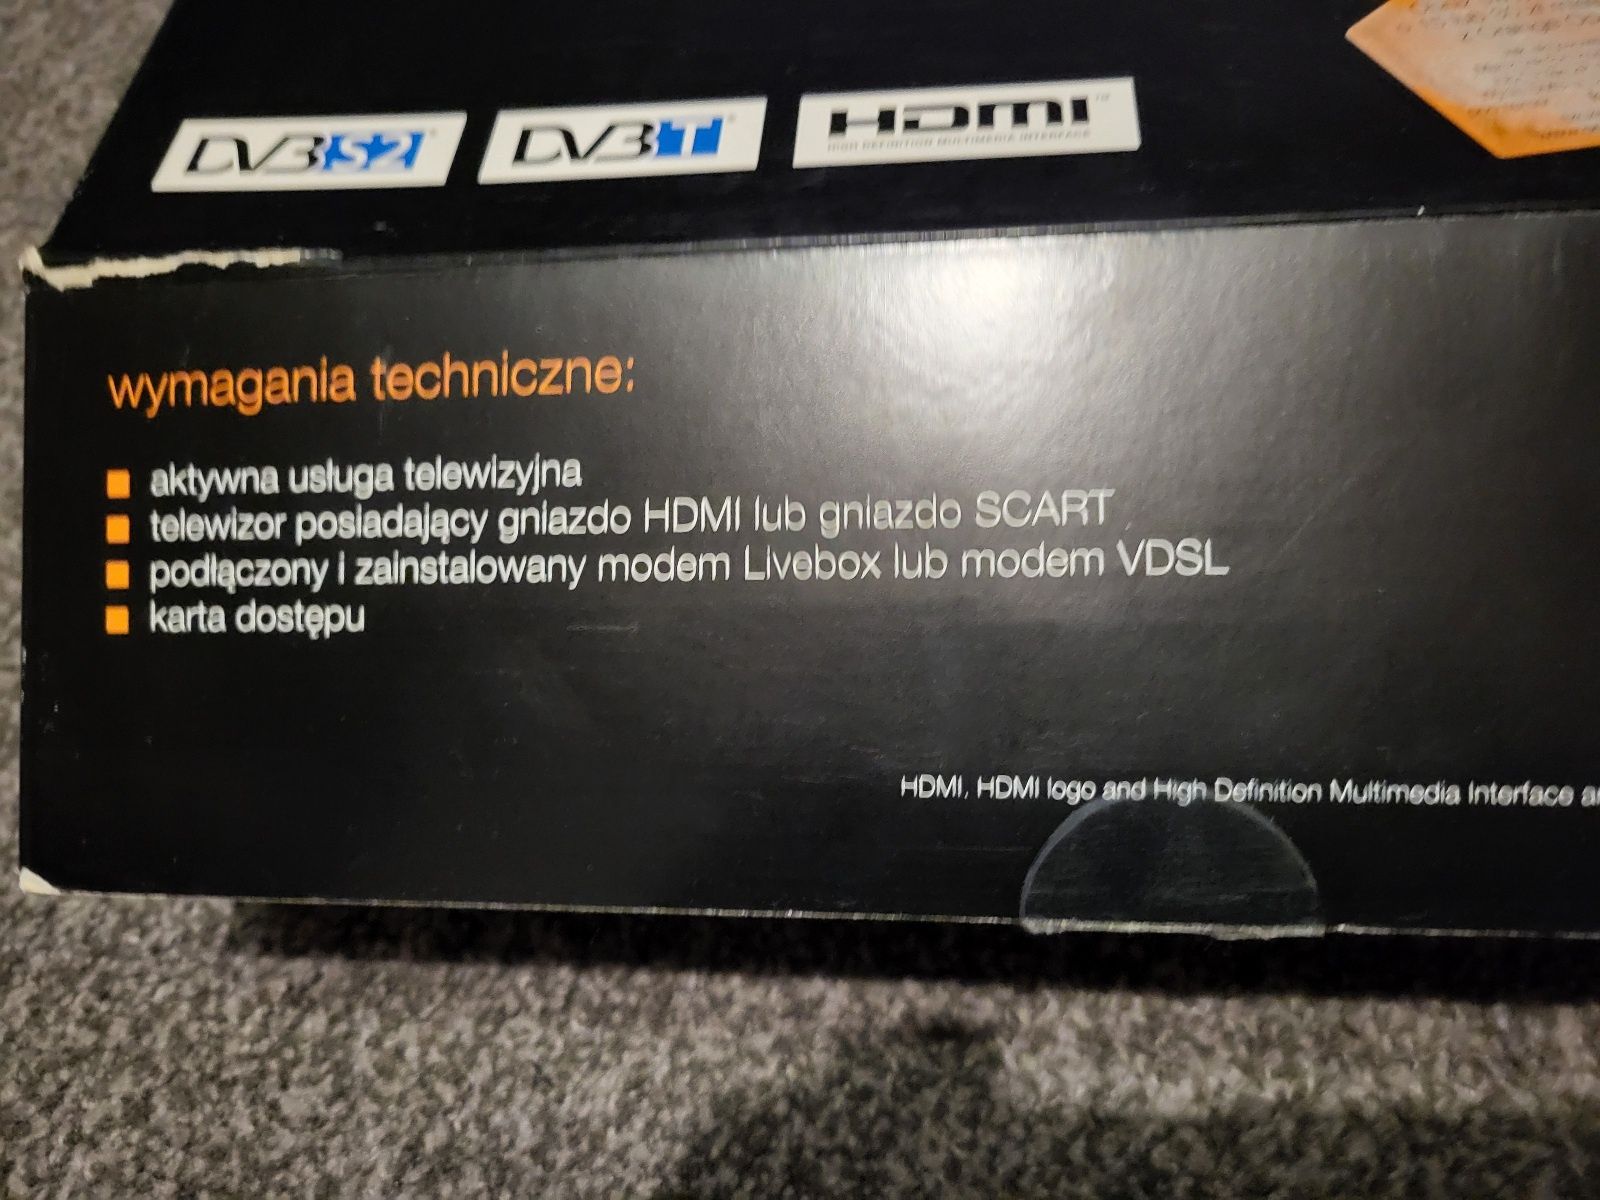 DVB S2
DVB T
HDMI™
HIGH DEFINITION MULTIMEDIA INTERFACE
wymagania techniczne:
aktywna usługa telewizyjna
telewizor posiadający gniazdo HDMI lub gniazdo SCART
podłączony i zainstalowany modem Livebox lub modem VDSL
karta dostępu
HDMI, HDMI logo and High Definition Multimedia Interface